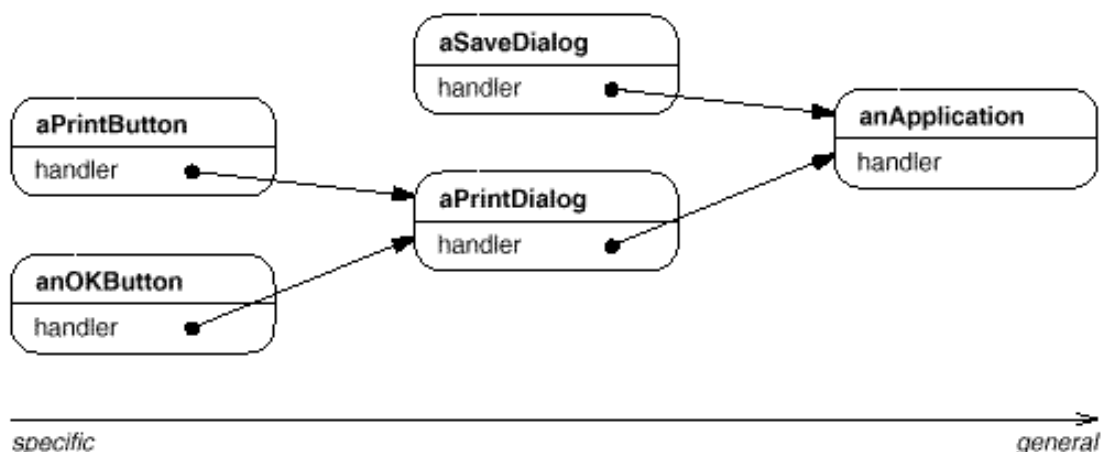 aSaveDialog
handler
aPrintButton
handler
anApplication
handler
aPrintDialog
handler
anOKButton
handler
specific
general